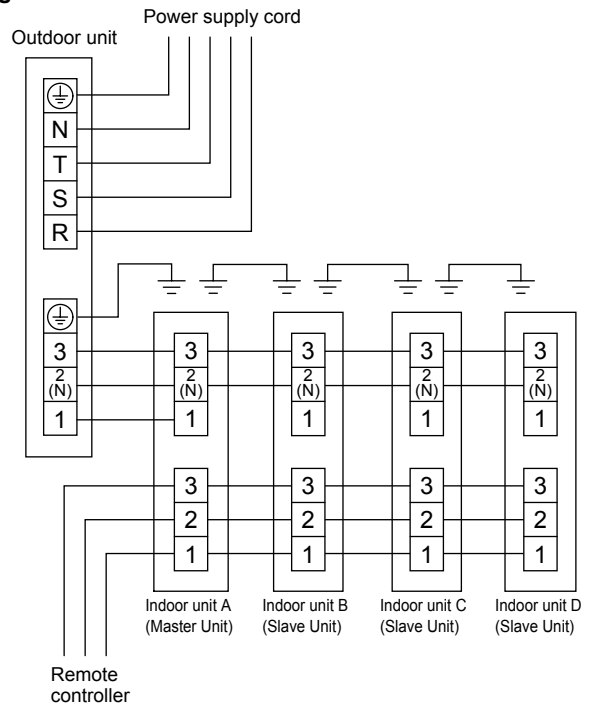 Power supply cord
Outdoor unit
N
T
S
R
3
2
(N)
1
3
2
(N)
1
3
2
(N)
1
3
2
(N)
1
3
2
(N)
1
3
2
1
3
2
1
3
2
1
3
2
1
Indoor unit A
(Master Unit)
Indoor unit B
(Slave Unit)
Indoor unit C
(Slave Unit)
Indoor unit D
(Slave Unit)
Remote
controller